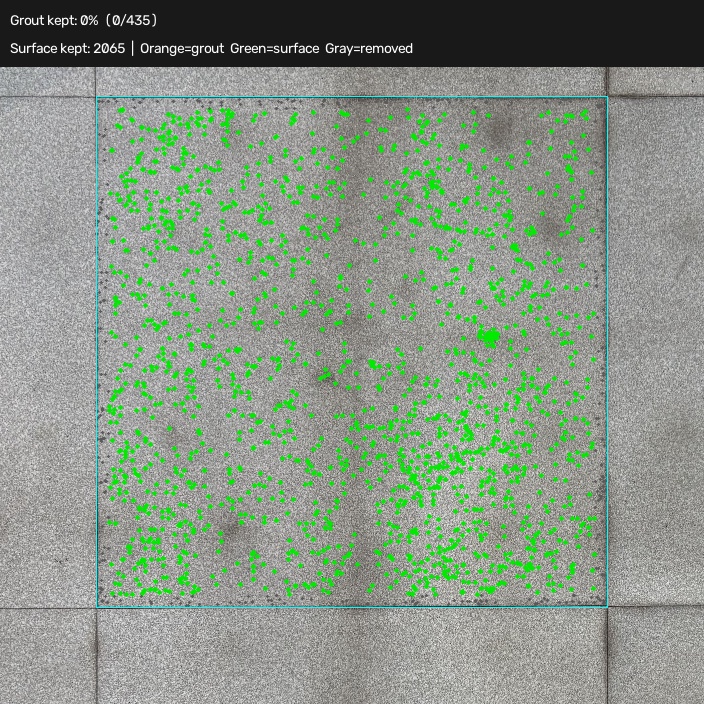 Grout kept: 0%  (0/435)
Surface kept: 2065 | Orange=grout  Green=surface  Gray=removed